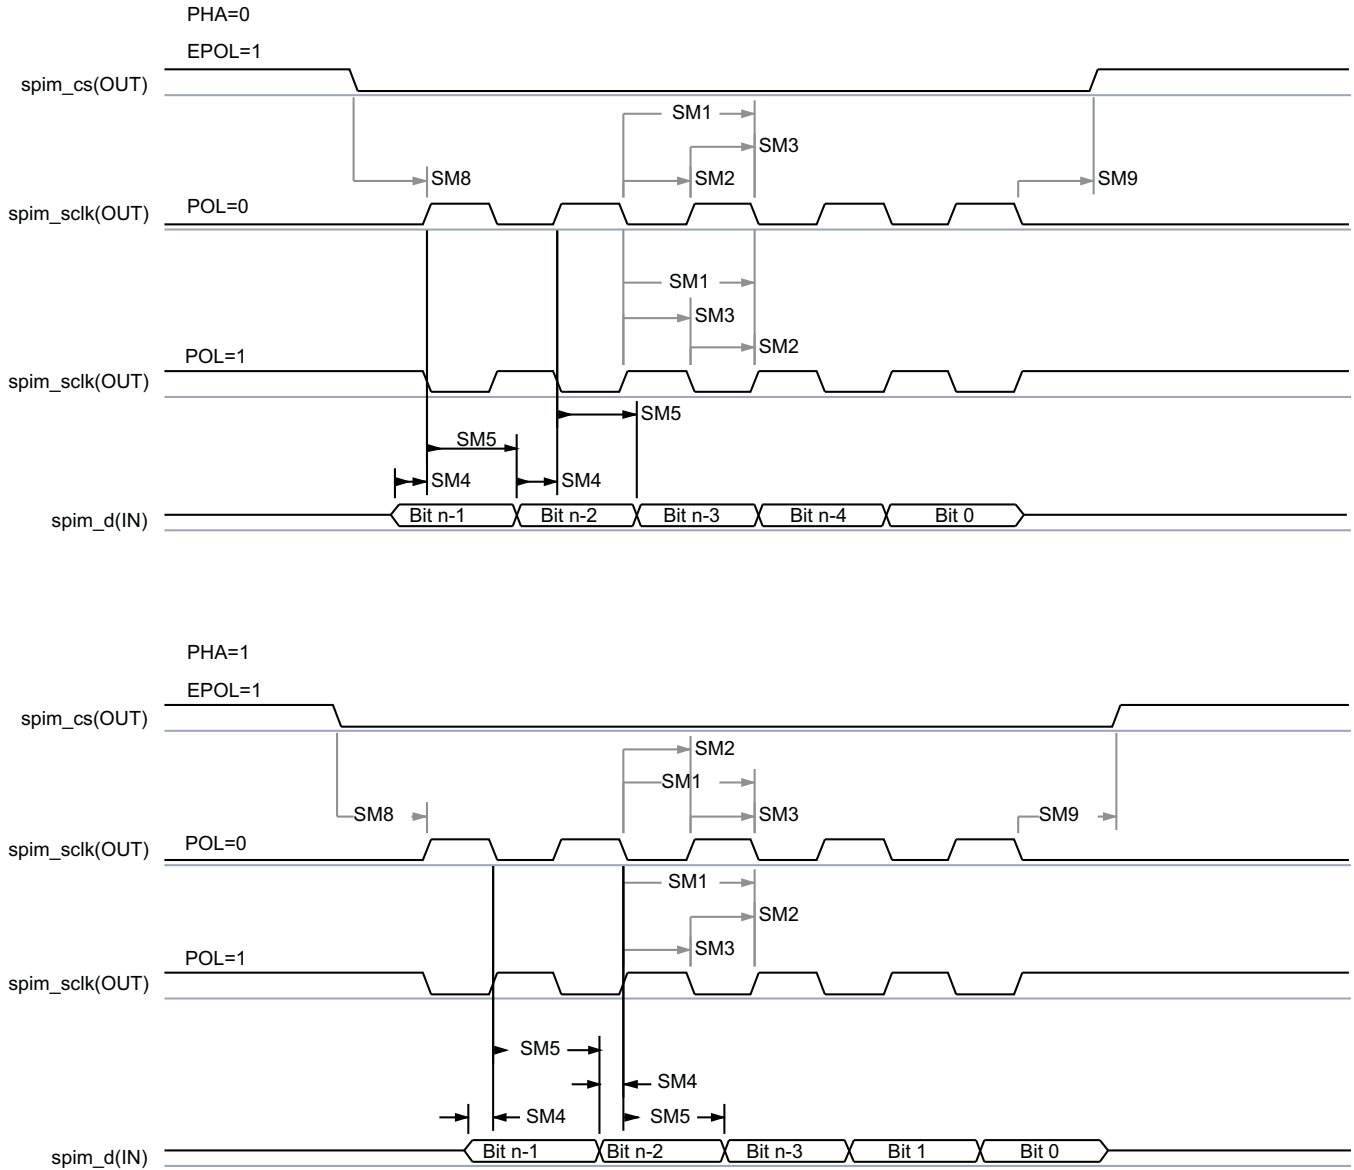 PHA=0
EPOL=1
spim_cs(OUT)
SM1
SM3
SM8
SM2
SM9
POL=0
spim_sclk(OUT)
SM1
SM3
SM2
POL=1
spim_sclk(OUT)
SM5
SM5
SM4
SM4
Bit n-1 Bit n-2 Bit n-3 Bit n-4 Bit 0
spim_d(IN)
PHA=1
EPOL=1
spim_cs(OUT)
SM2
SM1
SM8
SM3
SM9
POL=0
spim_sclk(OUT)
SM1
SM2
SM3
POL=1
spim_sclk(OUT)
SM5
SM4
SM4
SM5
Bit n-1 Bit n-2 Bit n-3 Bit 1 Bit 0
spim_d(IN)